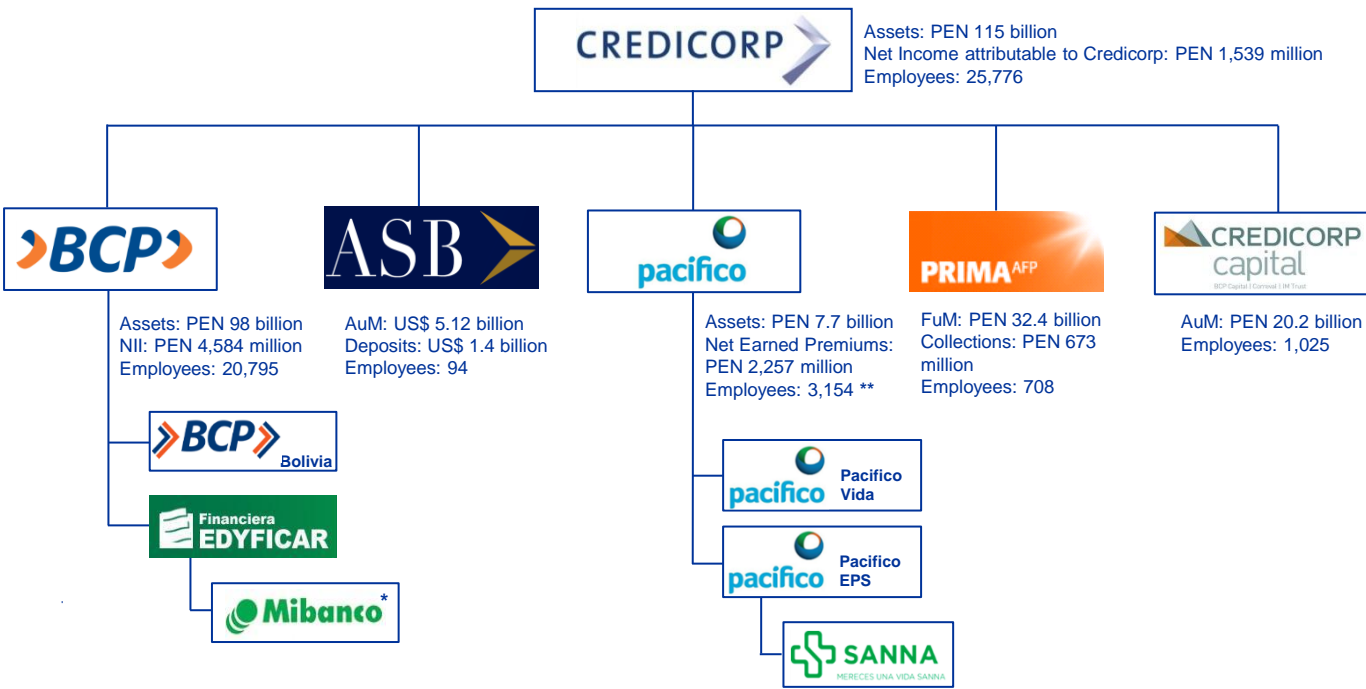 CREDICORP
Assets: PEN 115 billion
Net Income attributable to Credicorp: PEN 1,539 million
Employees: 25,776
BCP
Assets: PEN 98 billion
NII: PEN 4,584 million
Employees: 20,795
BCP
Bolivia
Financiera
EDYFICAR
Mibanco*
ASB
AuM: US$ 5.12 billion
Deposits: US$ 1.4 billion
Employees: 94
pacifico
Assets: PEN 7.7 billion
Net Earned Premiums:
PEN 2,257 million
Employees: 3,154 **
pacifico
Pacifico
Vida
pacifico
Pacifico
EPS
SANNA
MERECES UNA VIDA SANNA
PRIMA AFP
FuM: PEN 32.4 billion
Collections: PEN 673
million
Employees: 708
CREDICORP
capital
BCP Capital | Correval | IM Trust
AuM: PEN 20.2 billion
Employees: 1,025